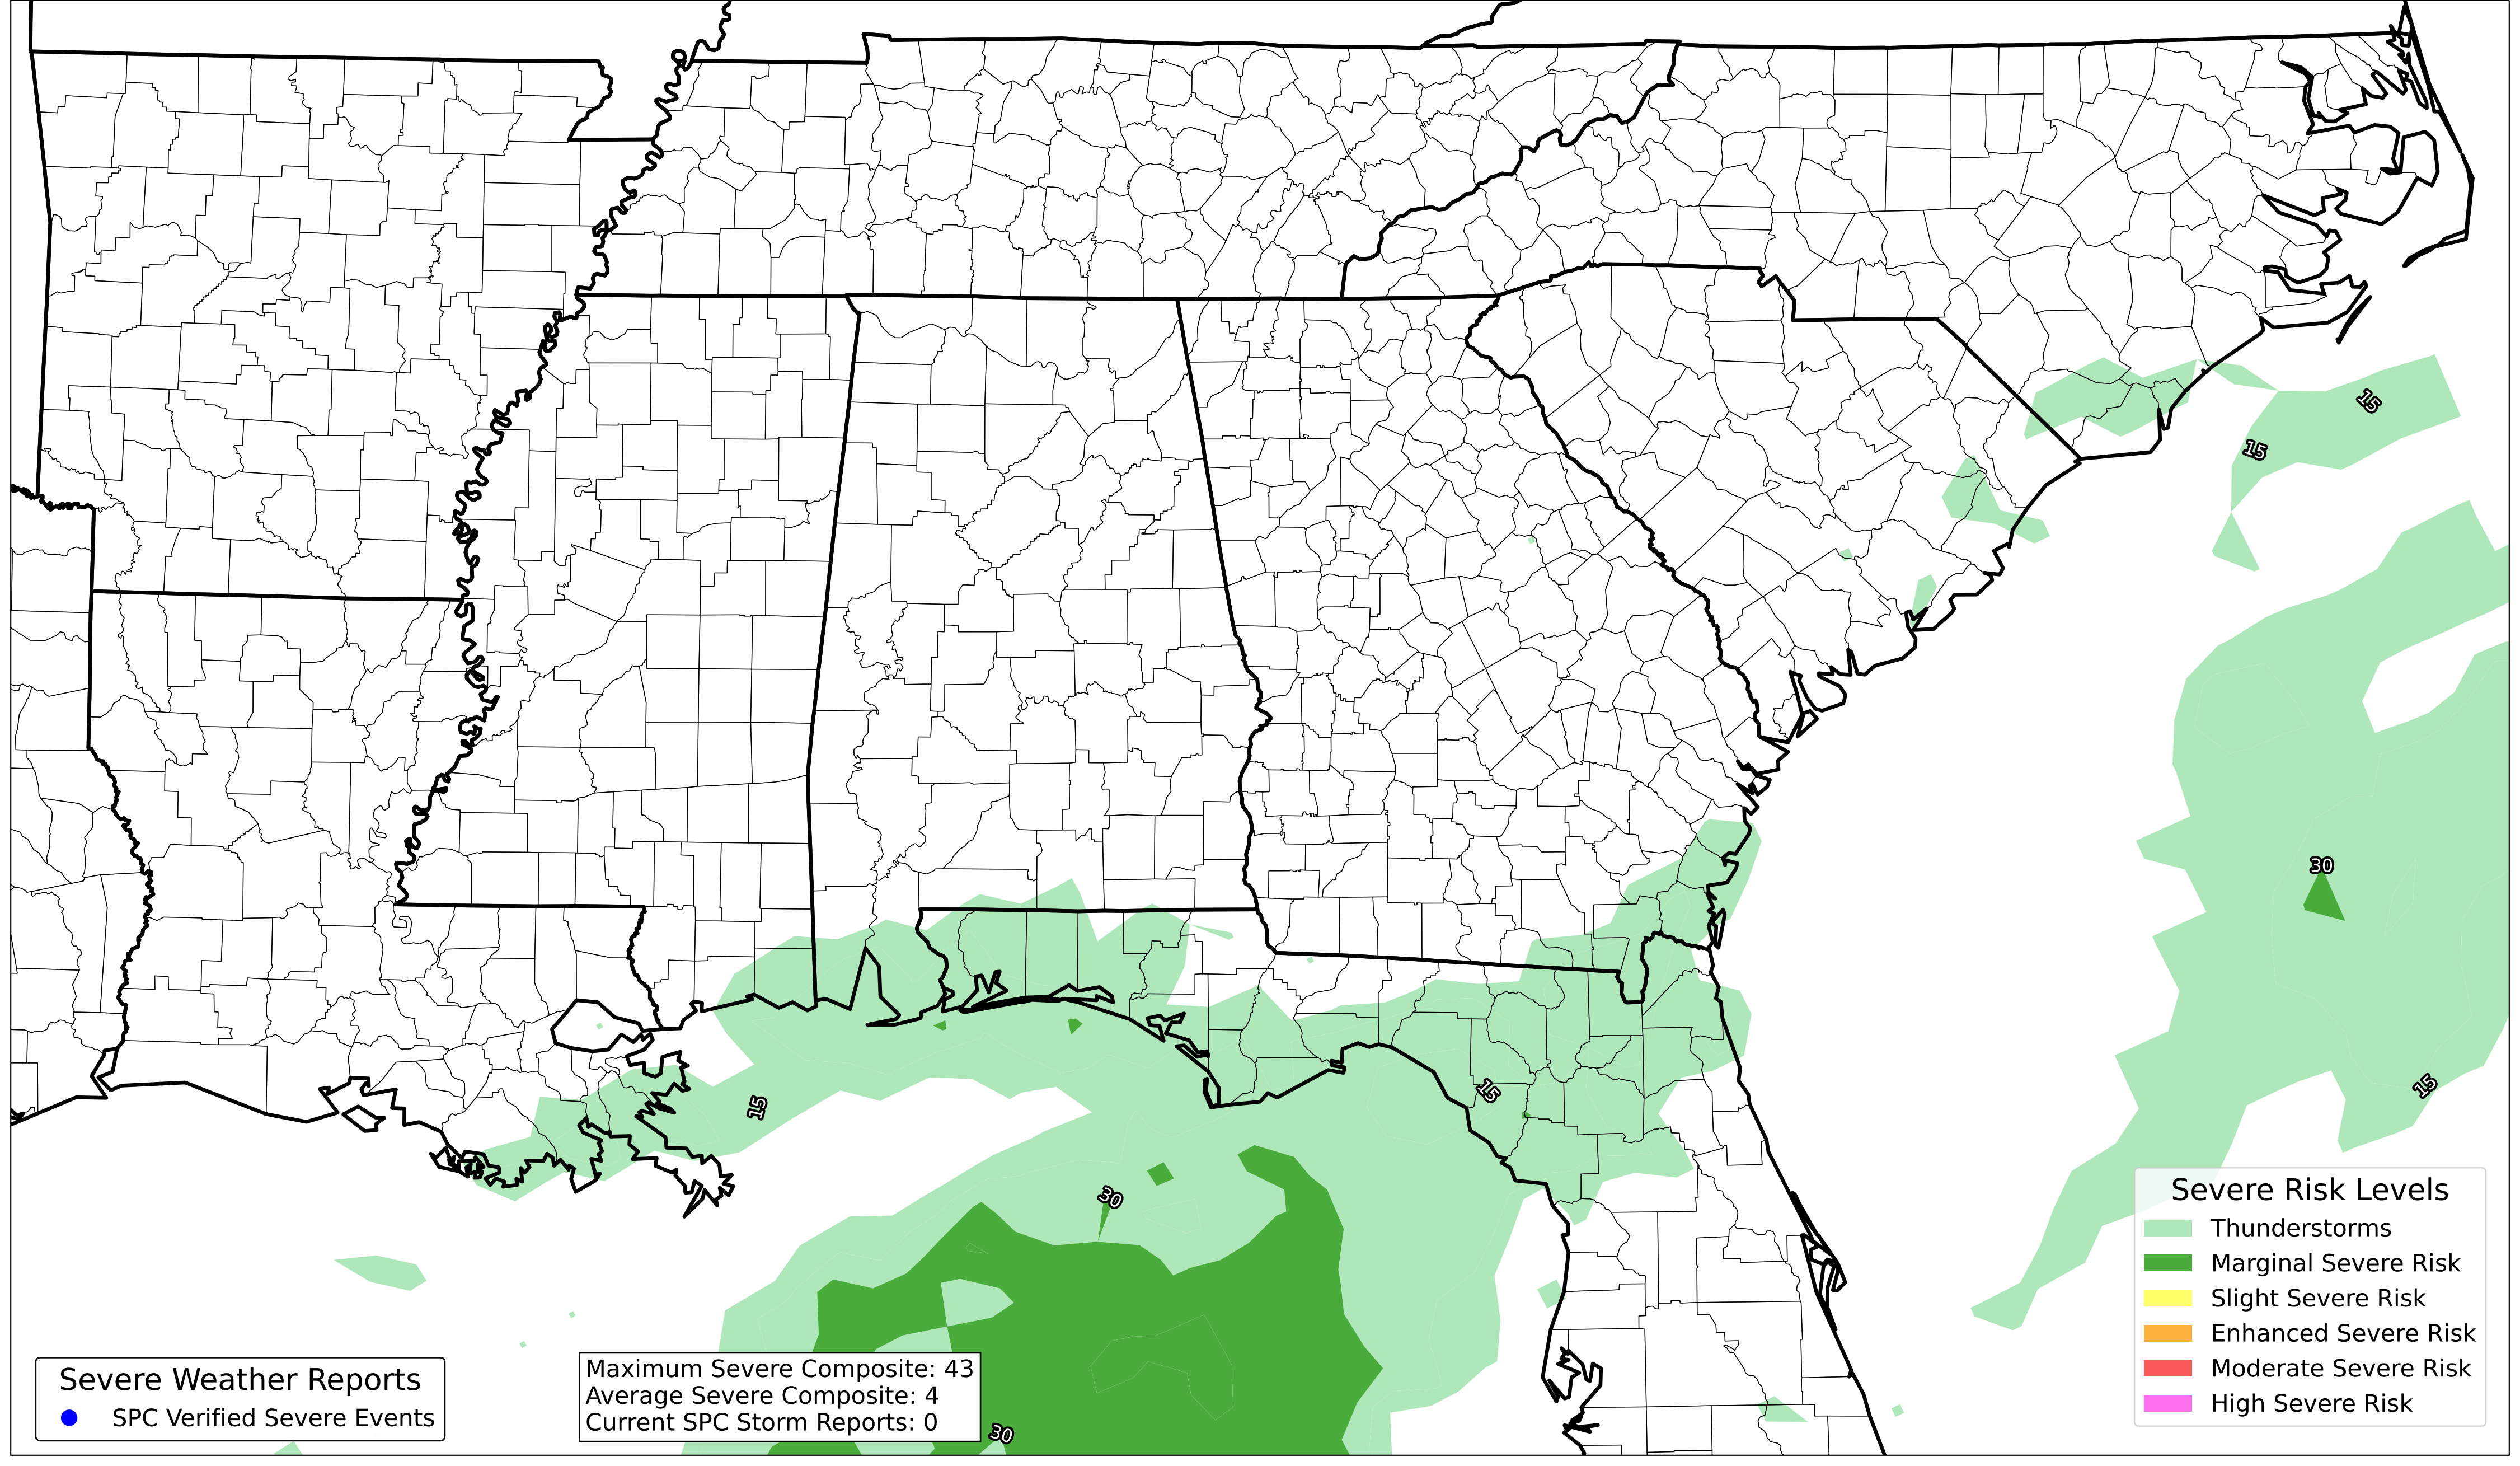 15
15
30
15
15
15
30
30
Severe Risk Levels
Thunderstorms
Marginal Severe Risk
Slight Severe Risk
Enhanced Severe Risk
Moderate Severe Risk
High Severe Risk
Severe Weather Reports
SPC Verified Severe Events
Maximum Severe Composite: 43
Average Severe Composite: 4
Current SPC Storm Reports: 0